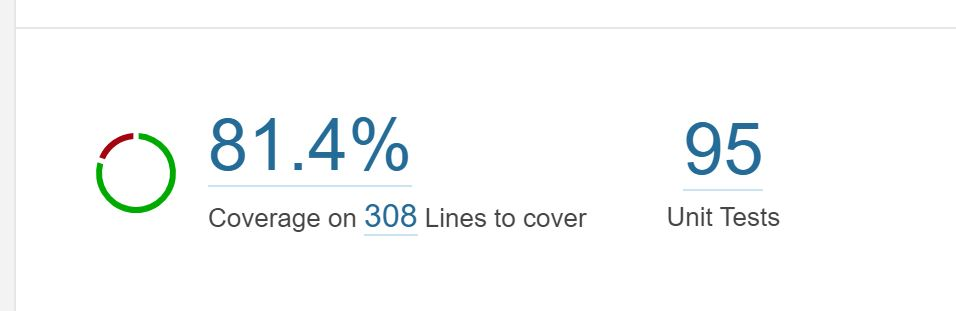 81.4%
Coverage on 308 Lines to cover
95
Unit Tests